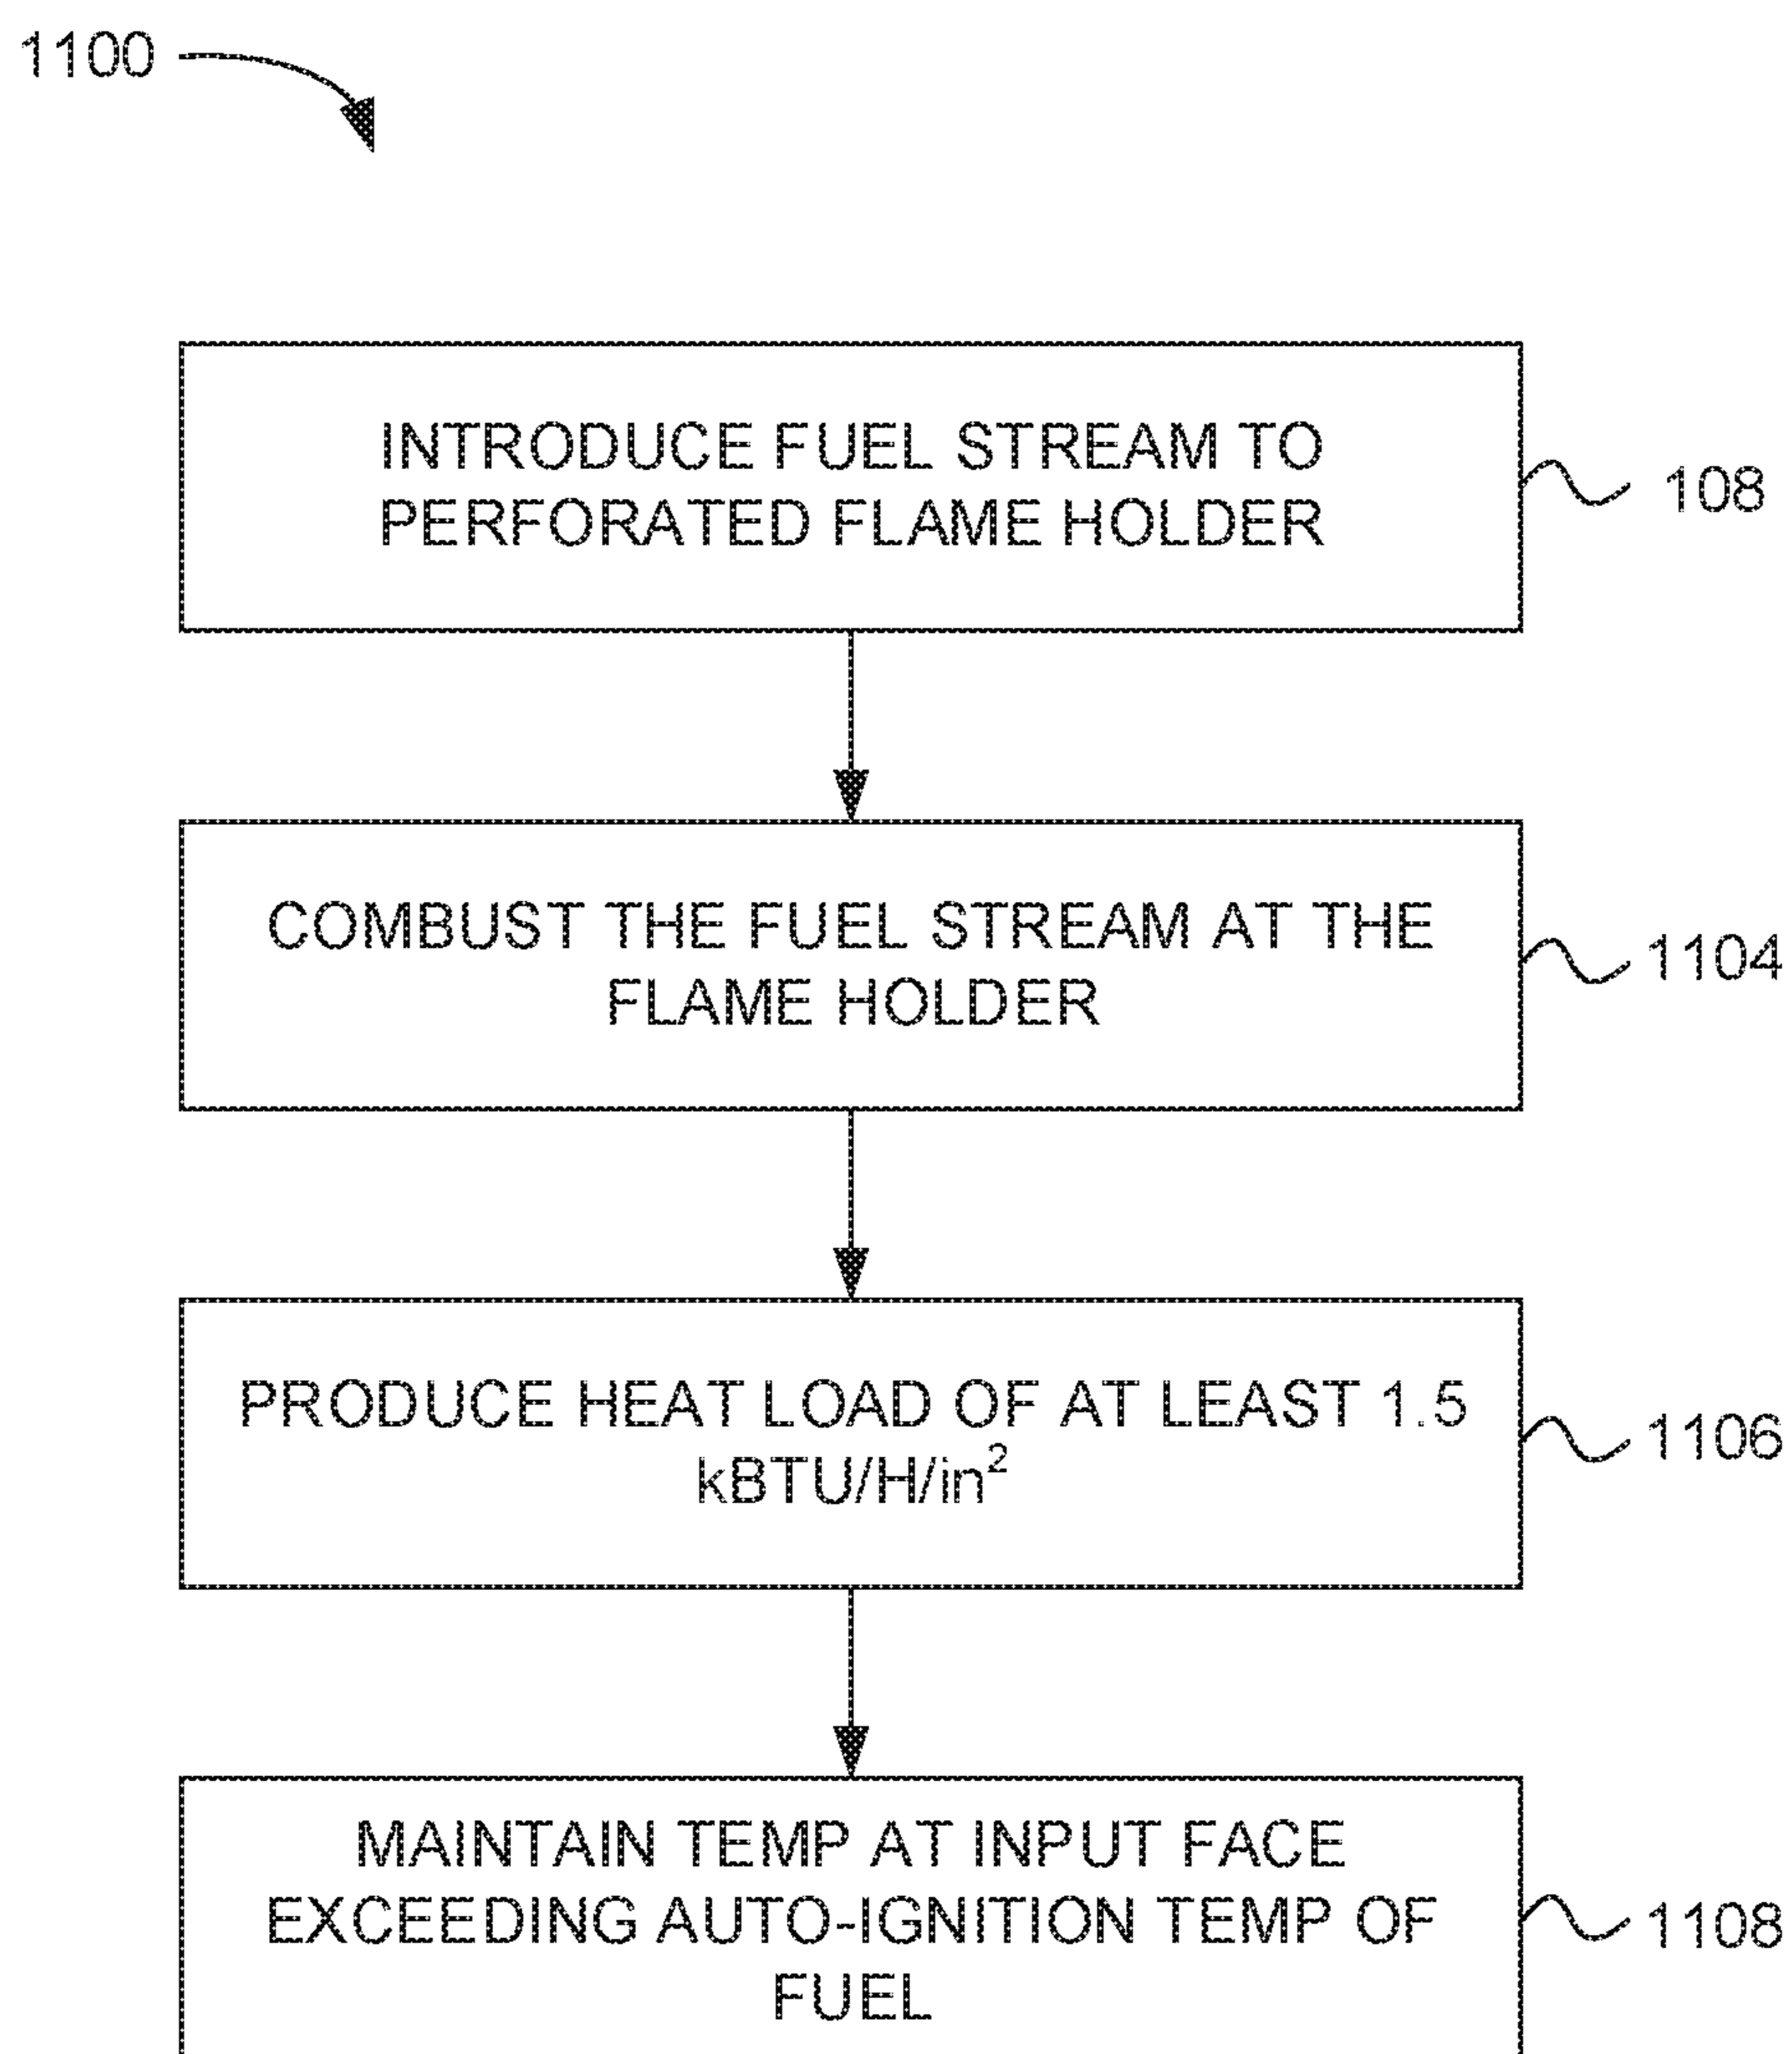 1100
INTRODUCE FUEL STREAM TO
PERFORATED FLAME HOLDER
108
COMBUST THE FUEL STREAM AT THE
FLAME HOLDER
1104
PRODUCE HEAT LOAD OF AT LEAST 1.5
kBTU/H/in²
1106
MAINTAIN TEMP AT INPUT FACE
EXCEEDING AUTO-IGNITION TEMP OF
FUEL
1108